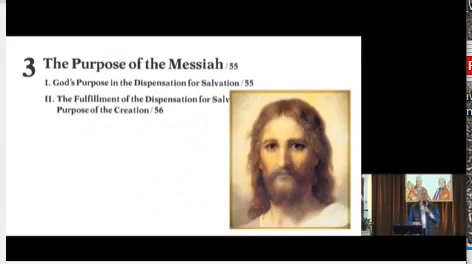 3 The Purpose of the Messiah / 55
I. God's Purpose in the Dispensation for Salvation / 55
II. The Fulfillment of the Dispensation for Salv
Purpose of the Creation / 56